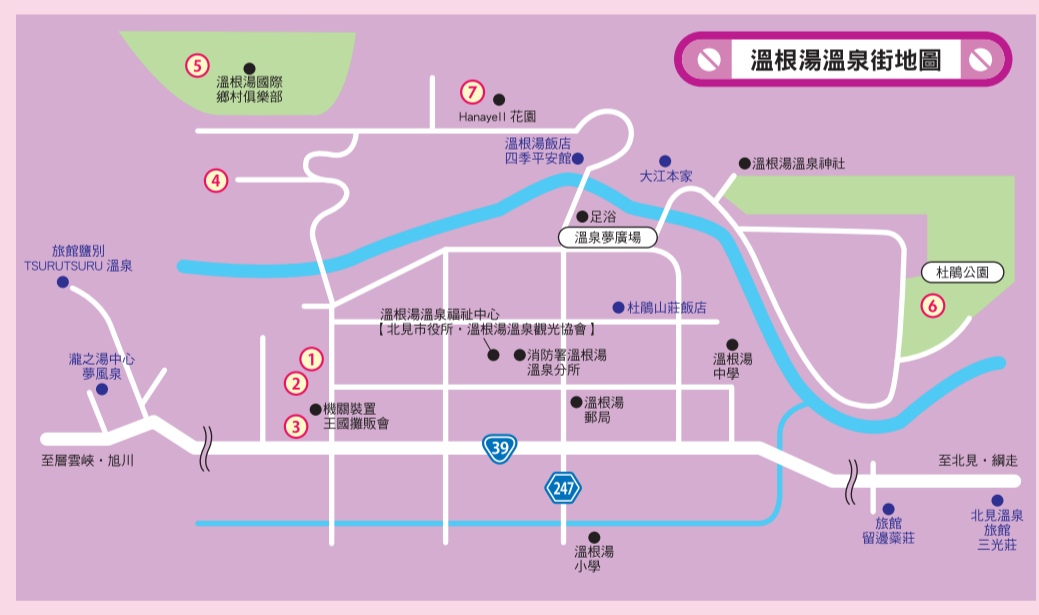 溫根湯溫泉街地圖
5
溫根湯國際
鄉村俱樂部
7
Hanayell 花園
溫根湯飯店
四季平安館
大江本家
溫根湯溫泉神社
4
足浴
溫泉夢廣場
旅館鹽別
TSURUTSURU 溫泉
杜鵑公園
6
杜鵑山莊飯店
溫根湯溫泉福祉中心
【北見市役所・溫根湯溫泉觀光協會】
消防署溫根湯
溫泉分所
溫根湯
中學
1
2
3
瀧之湯中心
夢風泉
機關裝置
王國攤販會
溫根湯
郵局
39
至層雲峽・旭川
至北見・網走
247
旅館
留邊蘂莊
北見溫泉
旅館
三光莊
溫根湯
小學